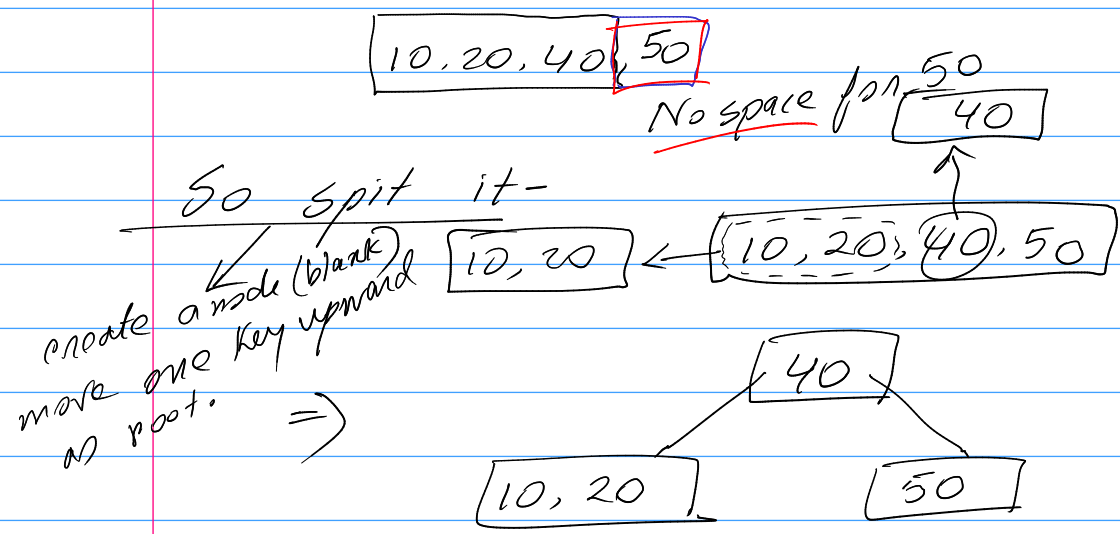 10, 20, 40, 50
No space for 50
40
So spit it-
10, 20
10, 20, 40, 50
create a node (blank)
move one key upward
as root.
=>
40
10, 20
50